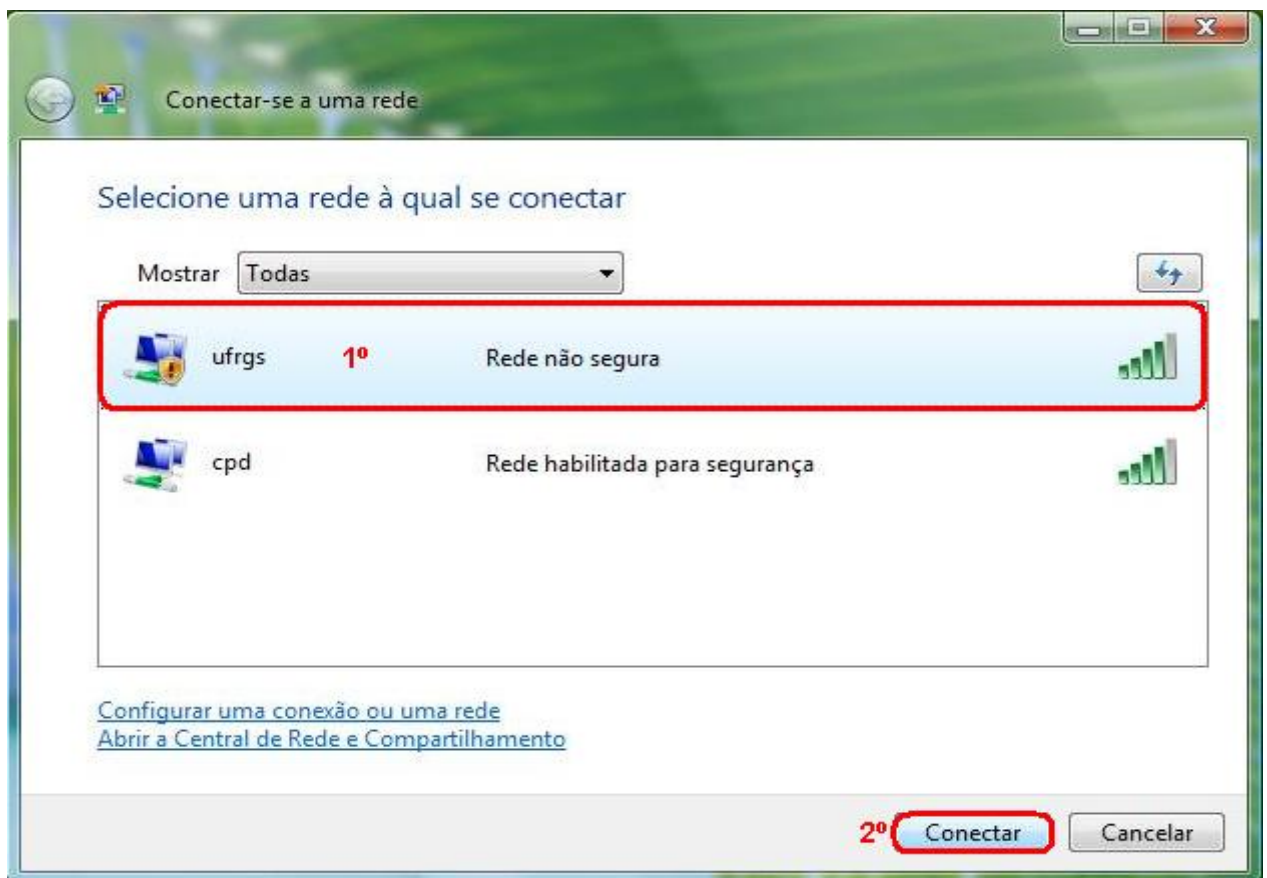 Conectar-se a uma rede
Selecione uma rede à qual se conectar
Mostrar Todas
ufrgs 1º Rede não segura
cpd Rede habilitada para segurança
Configurar uma conexão ou uma rede
Abrir a Central de Rede e Compartilhamento
2º Conectar Cancelar